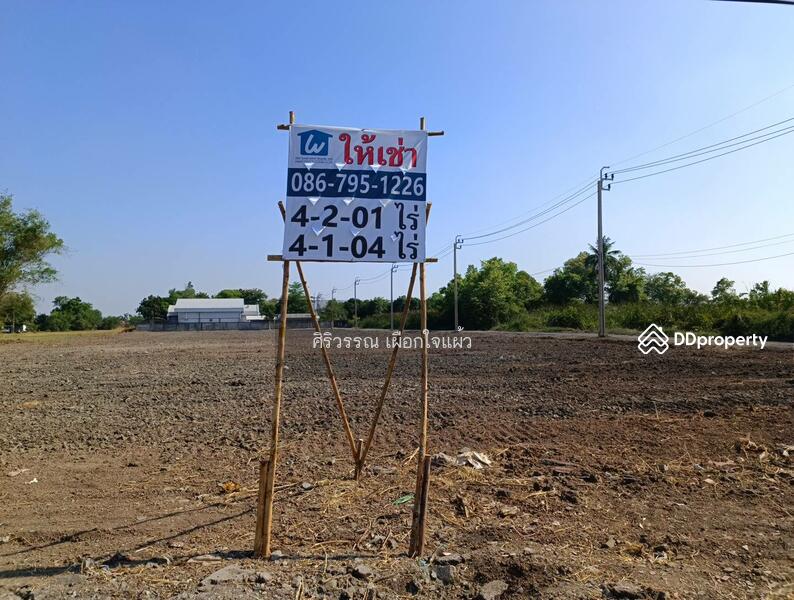 ให้เช่า
086-795-1226
4-2-01 ไร่
4-1-04 ไร่
ศิริวรรณ เผือกใจแผ้ว
DDproperty